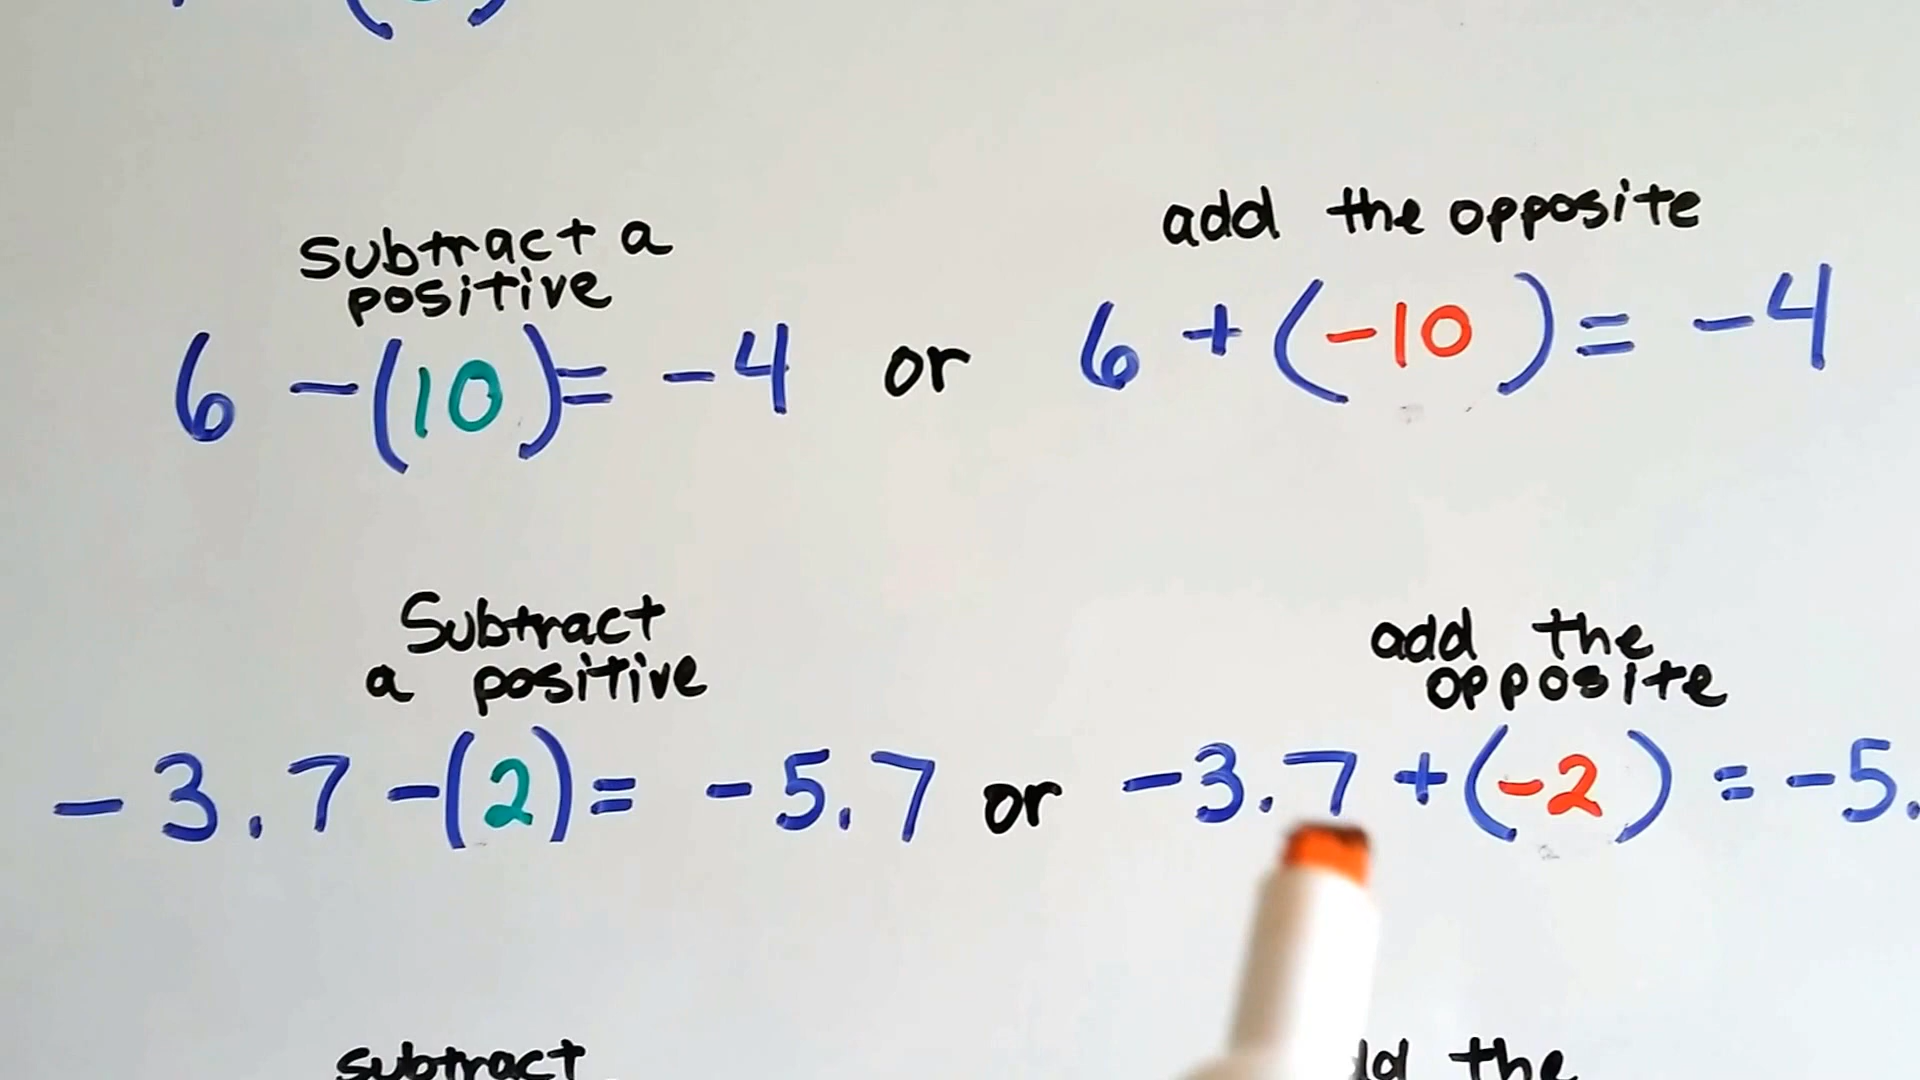 subtract a
positive
6 -(10)= -4 or
add the opposite
6 +(-10)= -4
Subtract
a positive
-3.7 -(2)= -5.7 or
add the
opposite
-3.7 +(-2) = -5.
subtract
the